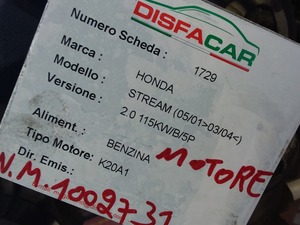 DISFACAR
Numero Scheda : 1729
Marca : HONDA
Modello : STREAM (05/01>03/04<)
Versione : 2.0 115KW/B/5P
Aliment. : BENZINA
Tipo Motore: K20A1
Dir. Emis.:
MOTORE
N.M. 1002731